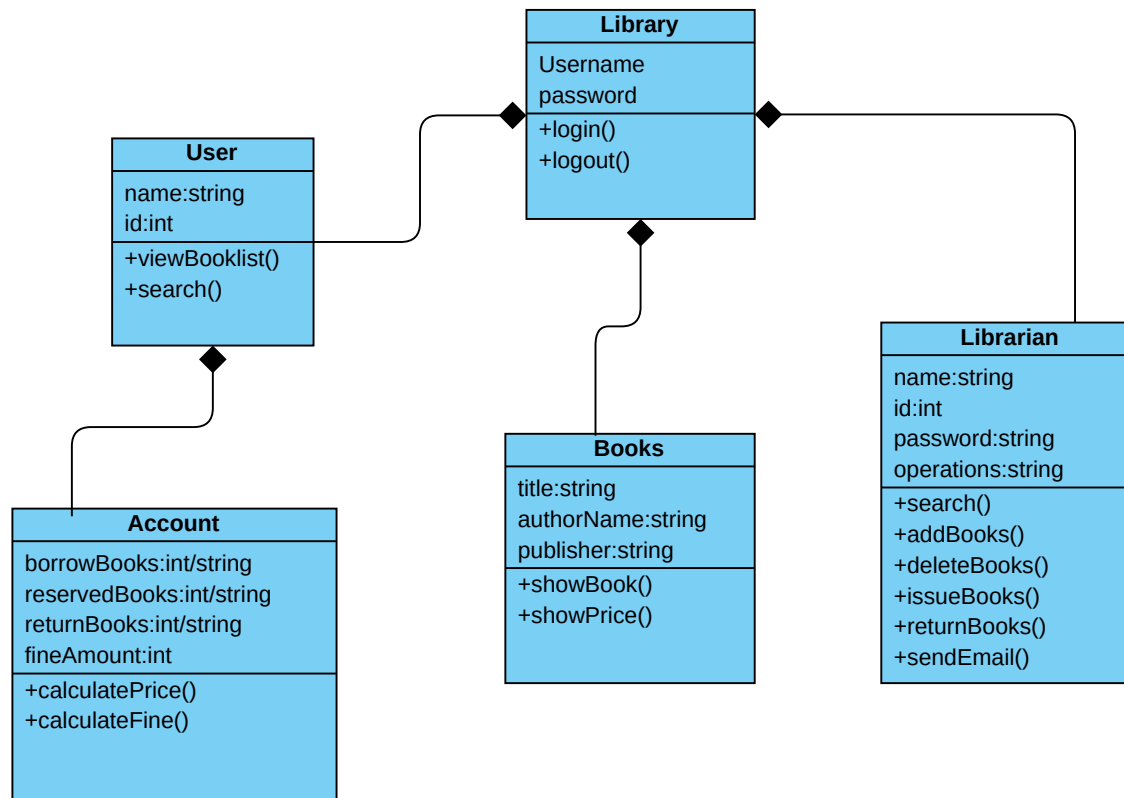 Library
Username
password
+login()
+logout()
User
name:string
id:int
+viewBooklist()
+search()
Librarian
name:string
id:int
password:string
operations:string
+search()
+addBooks()
+deleteBooks()
+issueBooks()
+returnBooks()
+sendEmail()
Books
title:string
authorName:string
publisher:string
+showBook()
+showPrice()
Account
borrowBooks:int/string
reservedBooks:int/string
returnBooks:int/string
fineAmount:int
+calculatePrice()
+calculateFine()